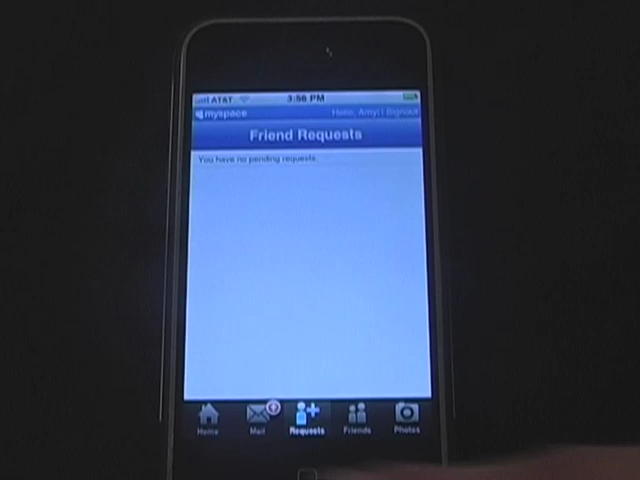 AT&T 3:56 PM
myspace Hello, Amy! | Signout
Friend Requests
You have no pending requests.
Home Mail Requests Friends Photos